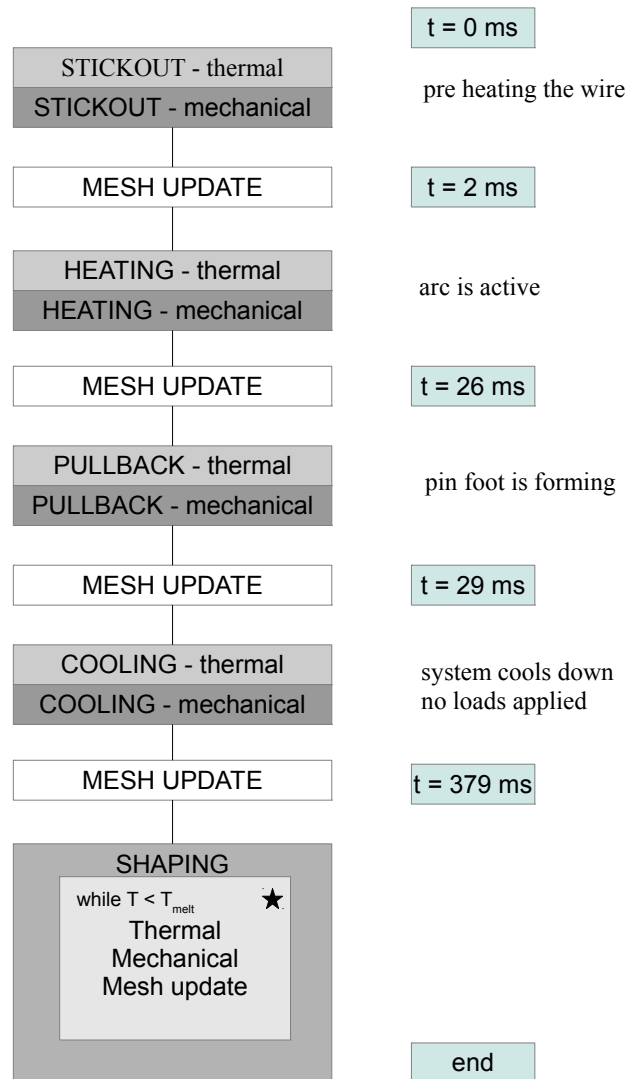 t = 0 ms
STICKOUT - thermal
STICKOUT - mechanical
pre heating the wire
MESH UPDATE
t = 2 ms
HEATING - thermal
HEATING - mechanical
arc is active
MESH UPDATE
t = 26 ms
PULLBACK - thermal
PULLBACK - mechanical
pin foot is forming
MESH UPDATE
t = 29 ms
COOLING - thermal
COOLING - mechanical
system cools down
no loads applied
MESH UPDATE
t = 379 ms
SHAPING
while T < Tmelt
Thermal
Mechanical
Mesh update
end